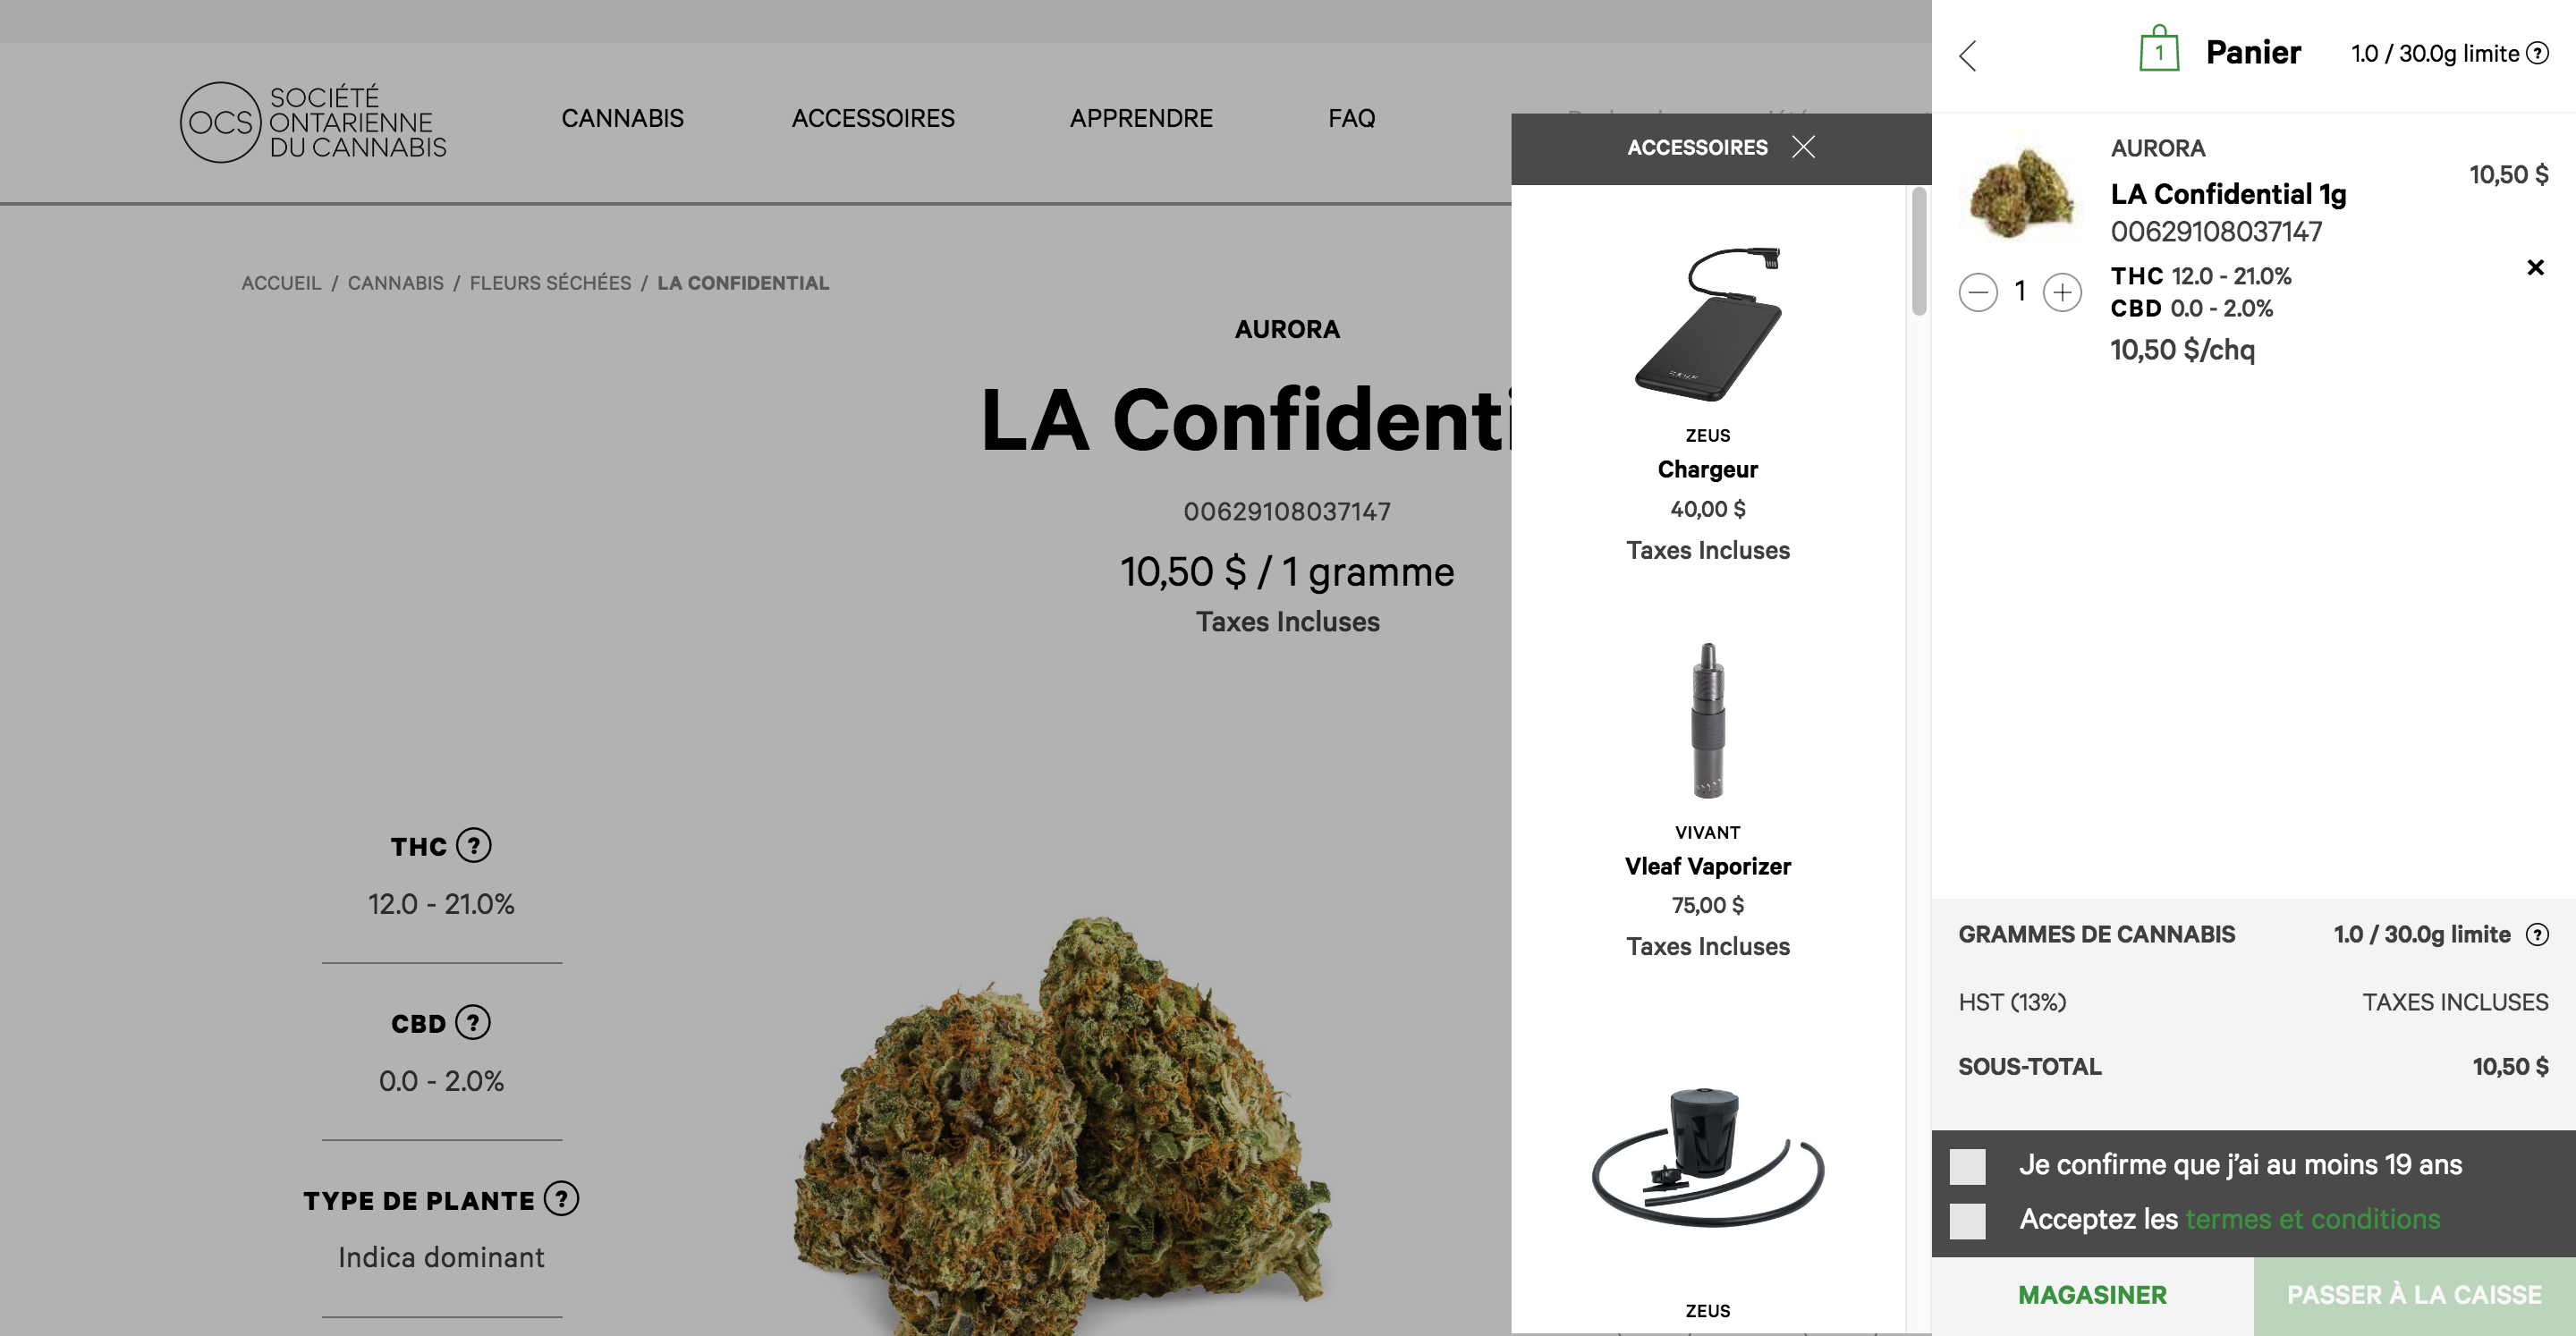 OCS
SOCIÉTÉ
ONTARIENNE
DU CANNABIS
CANNABIS
ACCESSOIRES
APPRENDRE
FAQ
ACCUEIL / CANNABIS / FLEURS SÉCHÉES / LA CONFIDENTIAL
AURORA
LA Confidenti
00629108037147
10,50 $ / 1 gramme
Taxes Incluses
THC ?
12.0 - 21.0%
CBD ?
0.0 - 2.0%
TYPE DE PLANTE ?
Indica dominant
ACCESSOIRES
ZEUS
Chargeur
40,00 $
Taxes Incluses
VIVANT
Vleaf Vaporizer
75,00 $
Taxes Incluses
ZEUS
1
Panier
1.0 / 30.0g limite ?
AURORA
LA Confidential 1g
10,50 $
00629108037147
THC 12.0 - 21.0%
1
CBD 0.0 - 2.0%
10,50 $/chq
GRAMMES DE CANNABIS
1.0 / 30.0g limite ?
HST (13%)
TAXES INCLUSES
SOUS-TOTAL
10,50 $
Je confirme que j’ai au moins 19 ans
Acceptez les termes et conditions
MAGASINER
PASSER À LA CAISSE